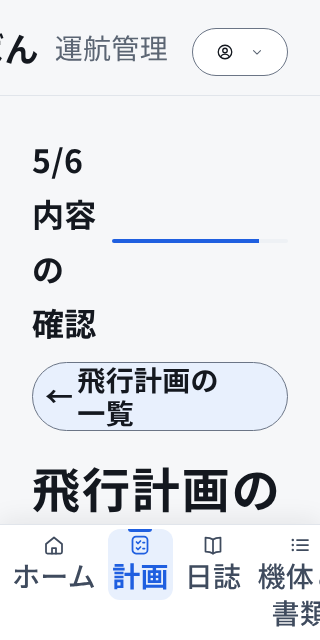 ん 運航管理
5/6
内容
の
確認
← 飛行計画の
一覧
飛行計画の
ホーム 計画 日誌 機体
書類